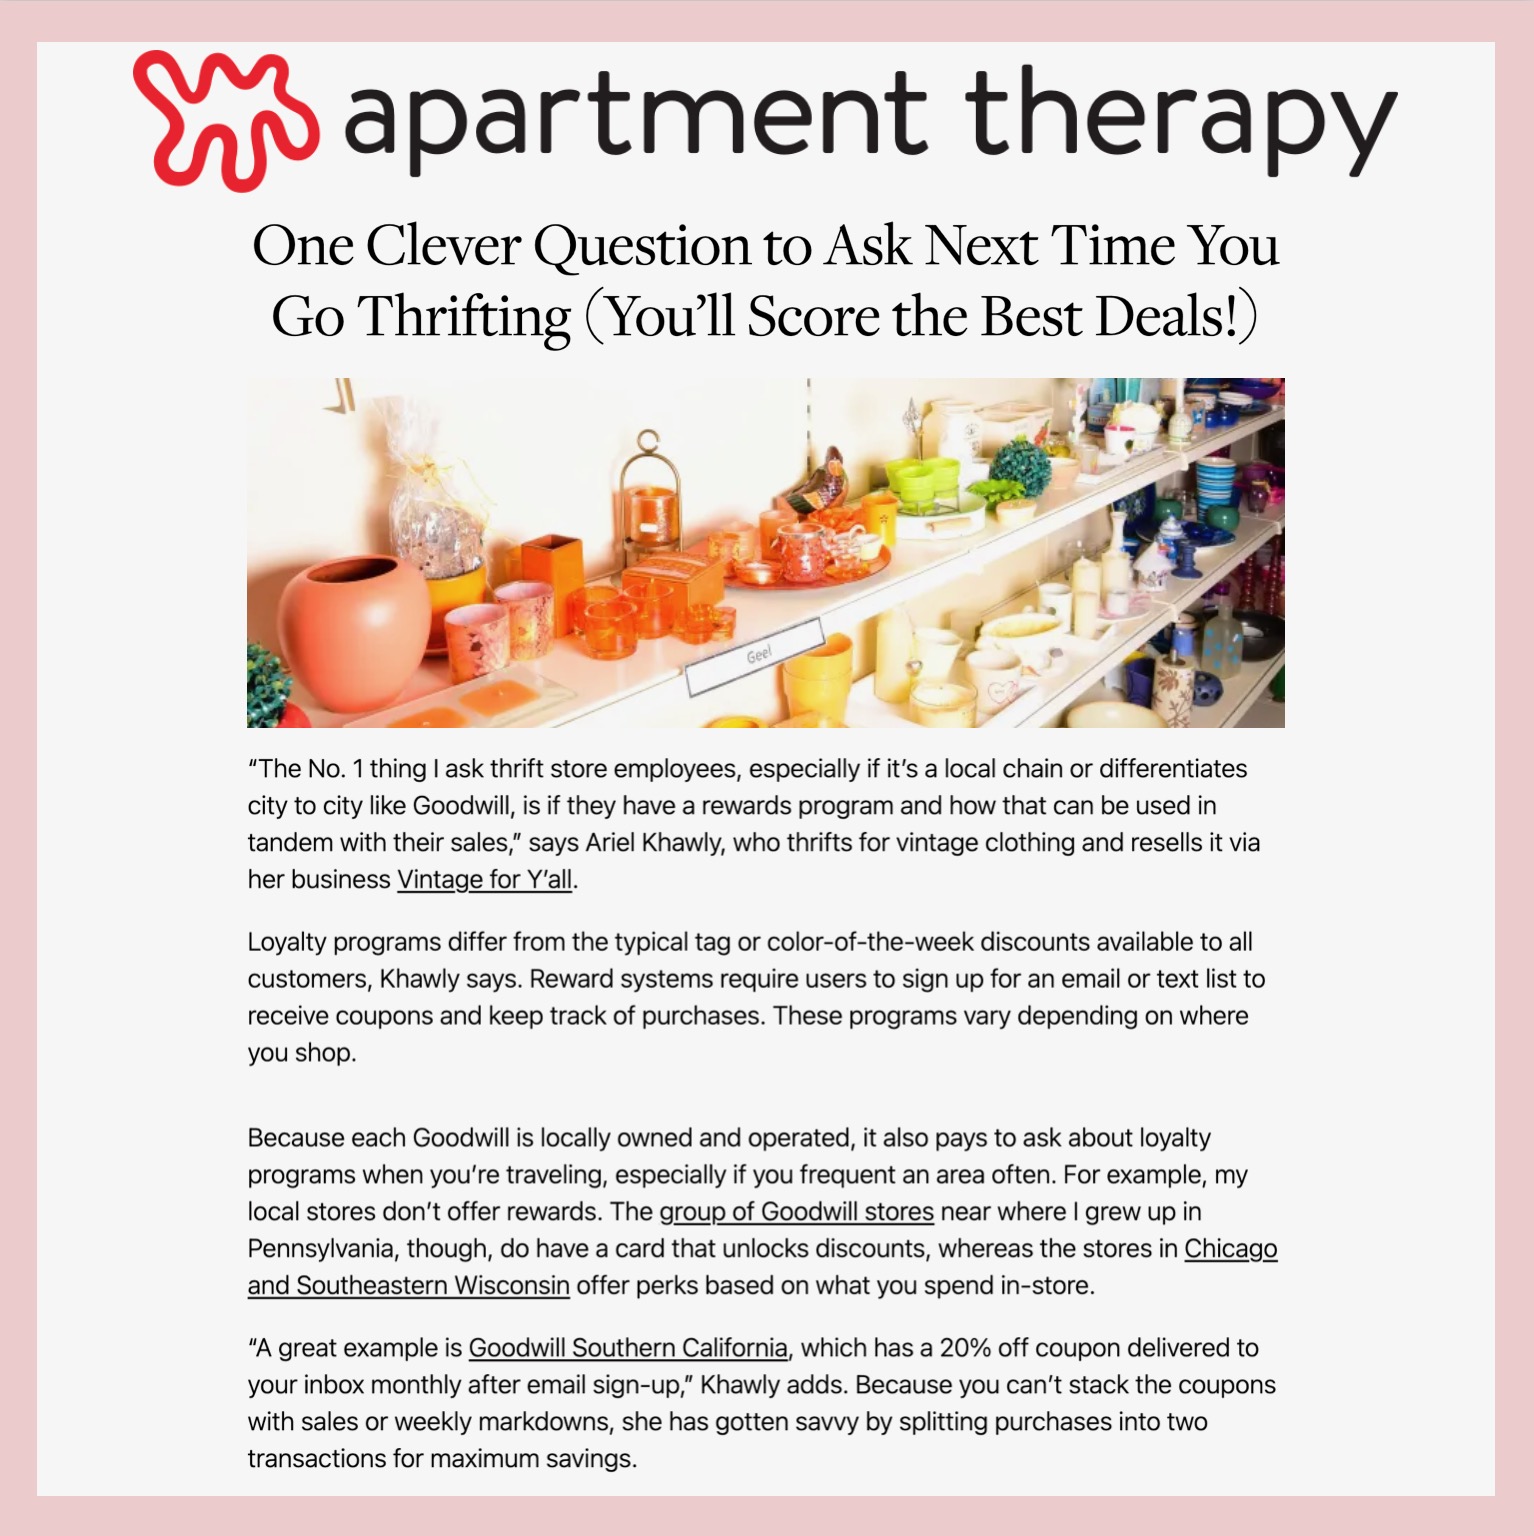 apartment therapy
One Clever Question to Ask Next Time You
Go Thrifting (You’ll Score the Best Deals!)
Geel
“The No. 1 thing I ask thrift store employees, especially if it’s a local chain or differentiates
city to city like Goodwill, is if they have a rewards program and how that can be used in
tandem with their sales,” says Ariel Khawly, who thrifts for vintage clothing and resells it via
her business Vintage for Y’all.
Loyalty programs differ from the typical tag or color-of-the-week discounts available to all
customers, Khawly says. Reward systems require users to sign up for an email or text list to
receive coupons and keep track of purchases. These programs vary depending on where
you shop.
Because each Goodwill is locally owned and operated, it also pays to ask about loyalty
programs when you’re traveling, especially if you frequent an area often. For example, my
local stores don’t offer rewards. The group of Goodwill stores near where I grew up in
Pennsylvania, though, do have a card that unlocks discounts, whereas the stores in Chicago
and Southeastern Wisconsin offer perks based on what you spend in-store.
“A great example is Goodwill Southern California, which has a 20% off coupon delivered to
your inbox monthly after email sign-up,” Khawly adds. Because you can’t stack the coupons
with sales or weekly markdowns, she has gotten savvy by splitting purchases into two
transactions for maximum savings.